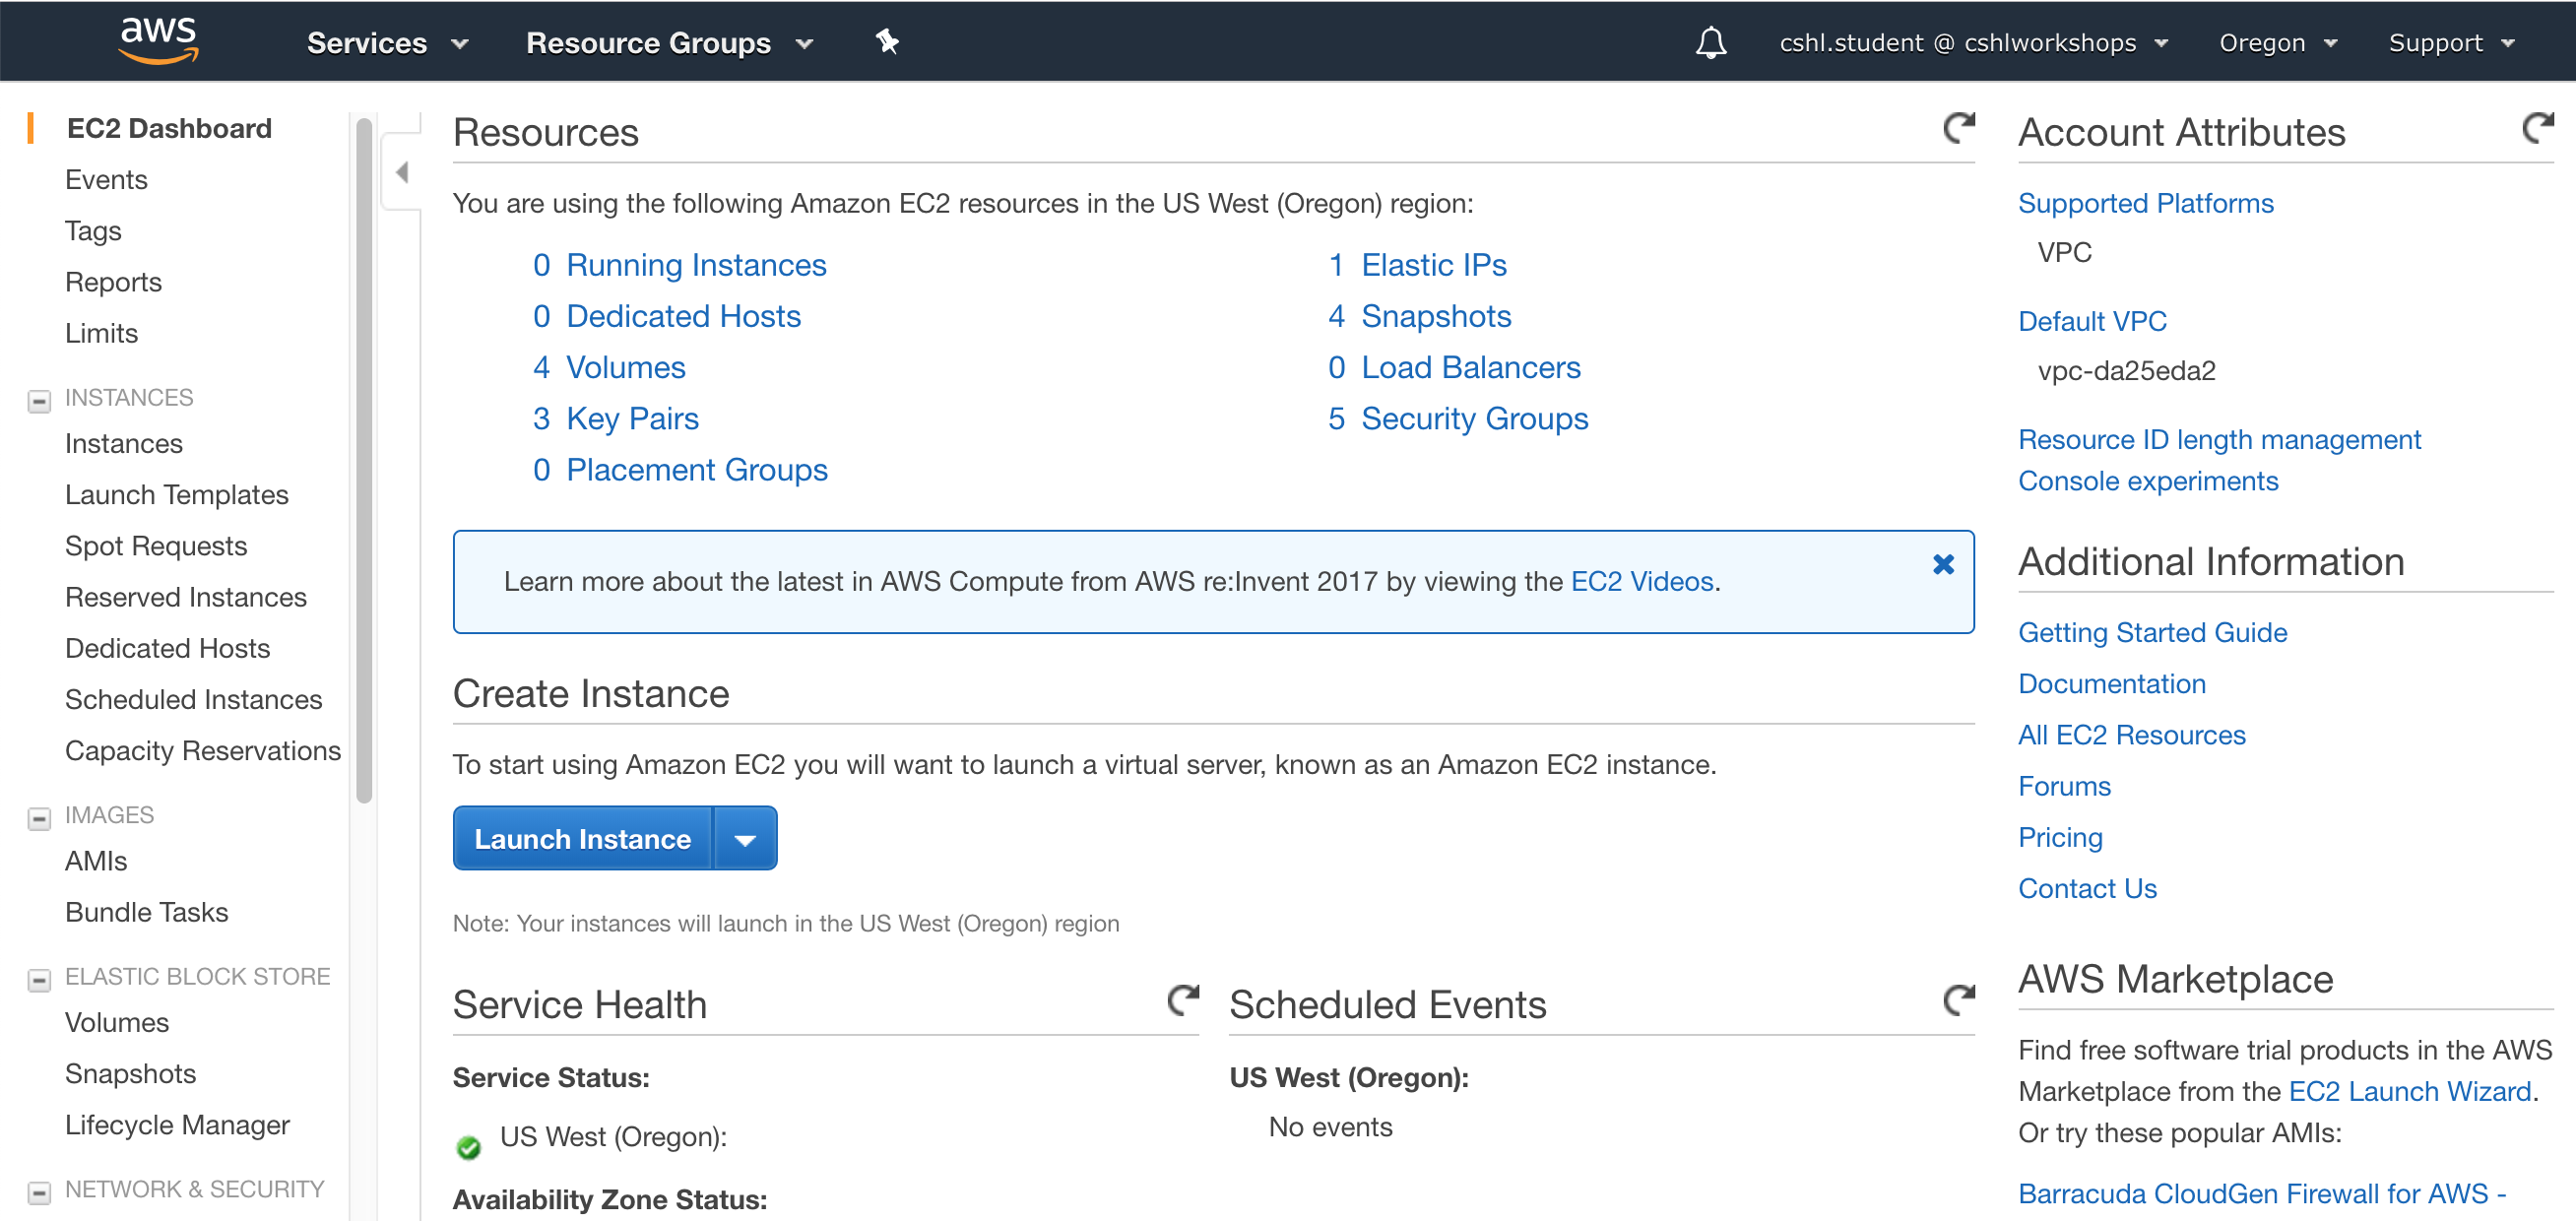 aws
Services
Resource Groups
cshl.student @ cshlworkshops
Oregon
Support
EC2 Dashboard
Events
Tags
Reports
Limits
INSTANCES
Instances
Launch Templates
Spot Requests
Reserved Instances
Dedicated Hosts
Scheduled Instances
Capacity Reservations
IMAGES
AMIs
Bundle Tasks
ELASTIC BLOCK STORE
Volumes
Snapshots
Lifecycle Manager
NETWORK & SECURITY
Resources
You are using the following Amazon EC2 resources in the US West (Oregon) region:
0 Running Instances
0 Dedicated Hosts
4 Volumes
3 Key Pairs
0 Placement Groups
1 Elastic IPs
4 Snapshots
0 Load Balancers
5 Security Groups
Learn more about the latest in AWS Compute from AWS re:Invent 2017 by viewing the EC2 Videos.
Create Instance
To start using Amazon EC2 you will want to launch a virtual server, known as an Amazon EC2 instance.
Launch Instance
Note: Your instances will launch in the US West (Oregon) region
Service Health
Service Status:
US West (Oregon):
Availability Zone Status:
Scheduled Events
US West (Oregon):
No events
Account Attributes
Supported Platforms
VPC
Default VPC
vpc-da25eda2
Resource ID length management
Console experiments
Additional Information
Getting Started Guide
Documentation
All EC2 Resources
Forums
Pricing
Contact Us
AWS Marketplace
Find free software trial products in the AWS
Marketplace from the EC2 Launch Wizard.
Or try these popular AMIs:
Barracuda CloudGen Firewall for AWS -